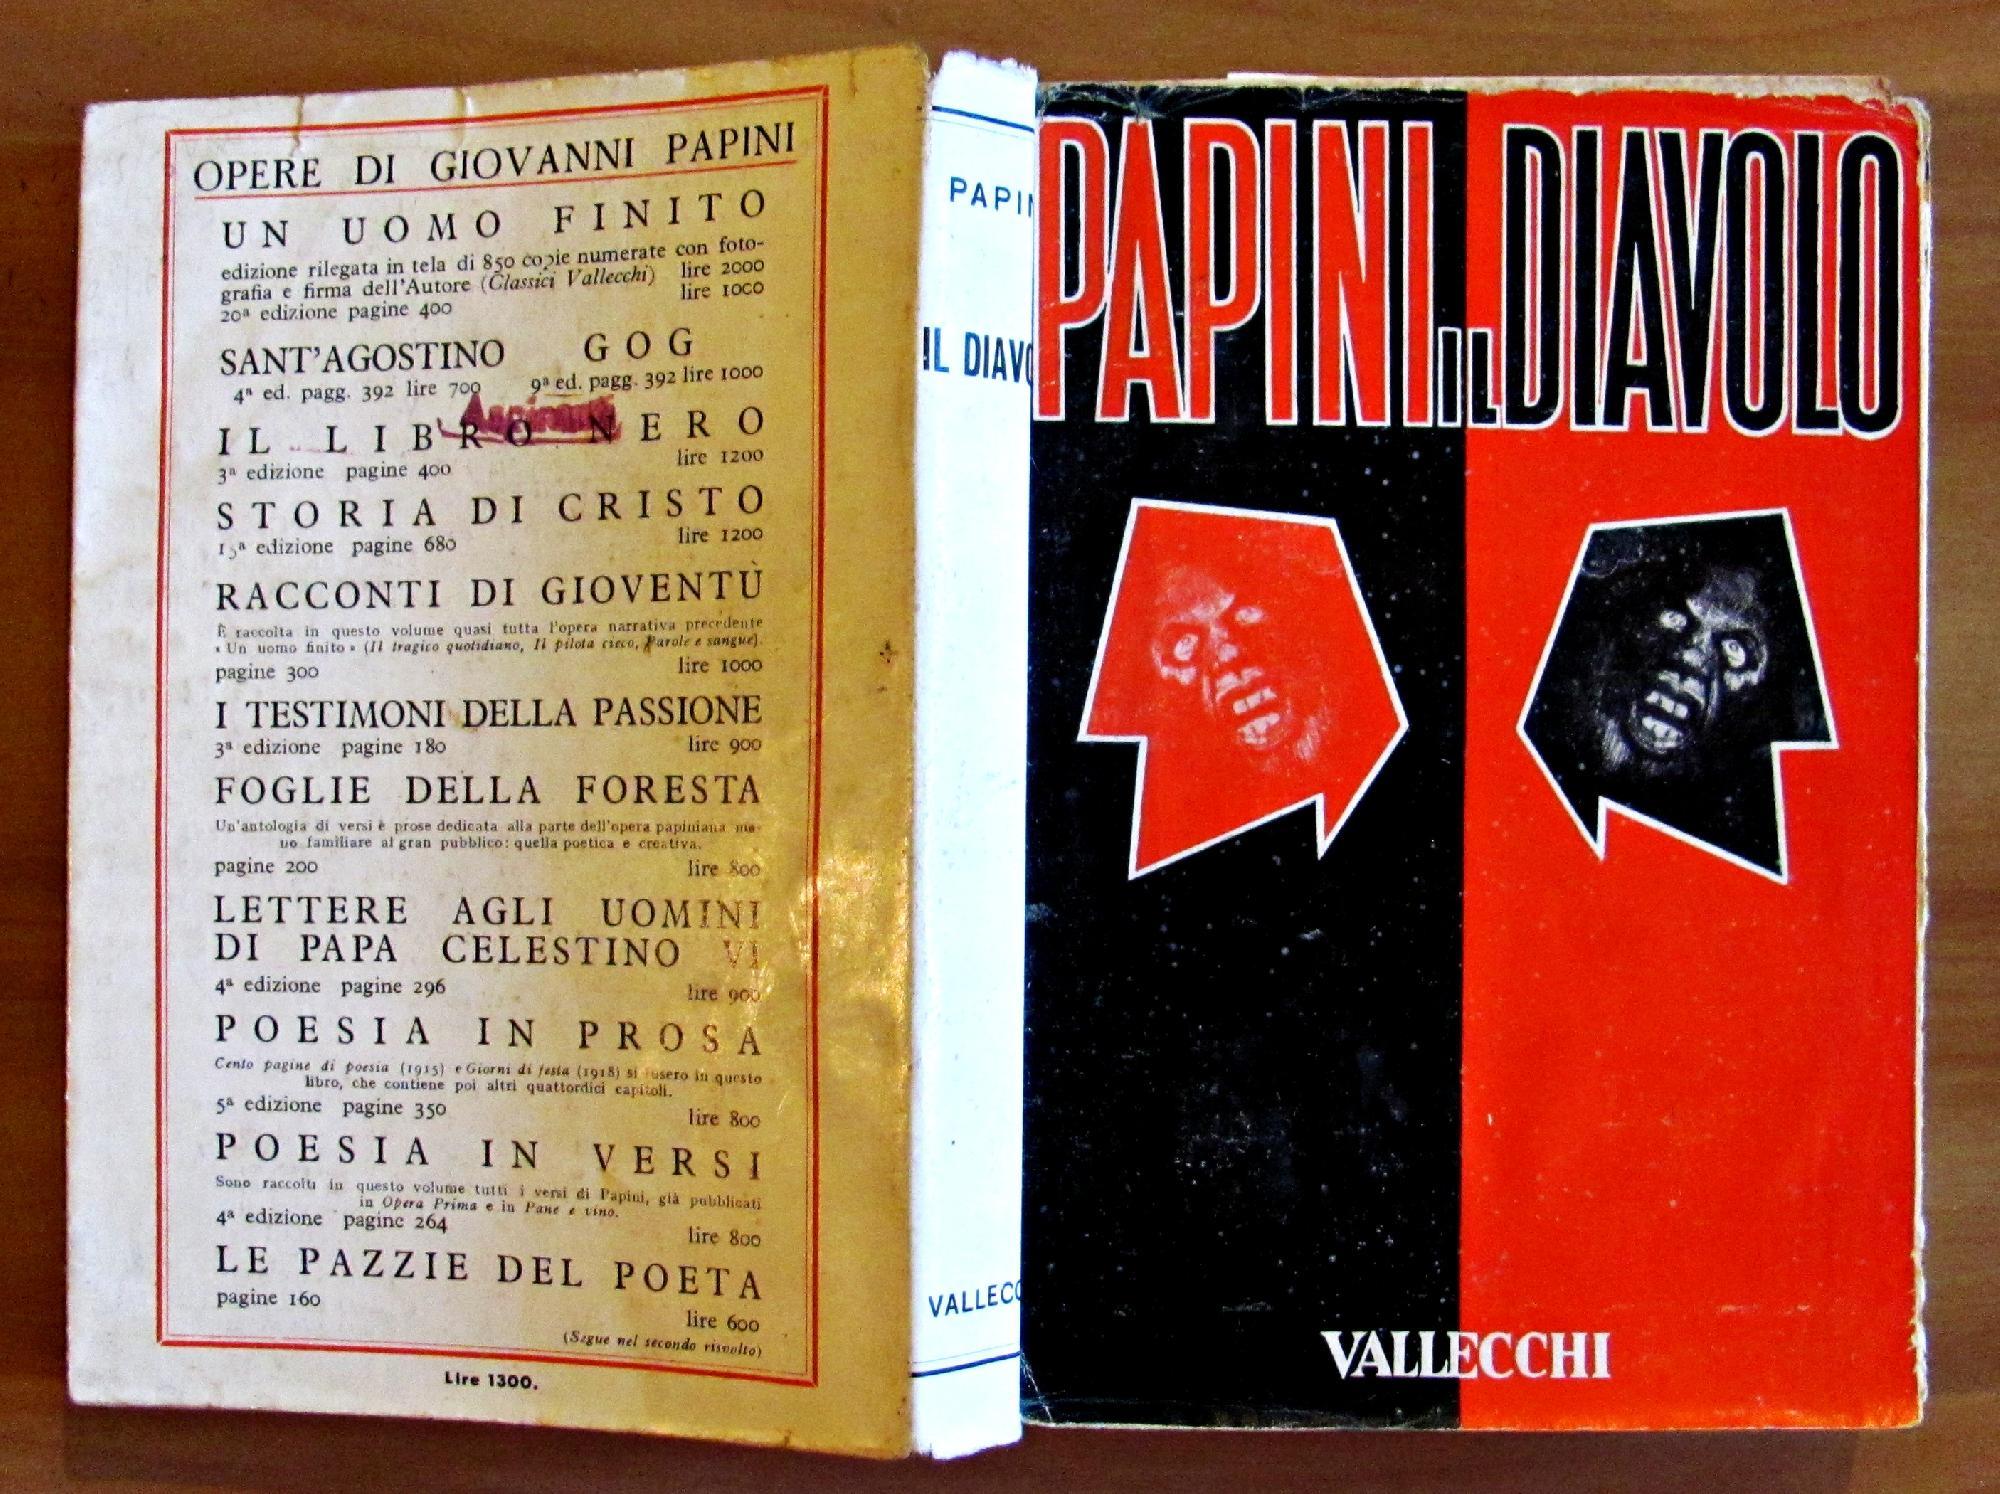 OPERE DI GIOVANNI PAPINI
UN UOMO FINITO
edizione rilegata in tela di 850 copie numerate con foto-
grafia e firma dell'Autore (Classici Vallecchi) lire 2000
20ª edizione pagine 400 lire 1000
SANT'AGOSTINO GOG
4ª ed. pagg. 392 lire 700 9ª ed. pagg. 392 lire 1000
IL LIBRO NERO
3ª edizione pagine 400 lire 1200
STORIA DI CRISTO
15ª edizione pagine 680 lire 1200
RACCONTI DI GIOVENTÙ
È raccolta in questo volume quasi tutta l'opera narrativa precedente
« Un uomo finito » (Il tragico quotidiano, Il pilota cieco, Parole e sangue).
pagine 300 lire 1000
I TESTIMONI DELLA PASSIONE
3ª edizione pagine 180 lire 900
FOGLIE DELLA FORESTA
Un'antologia di versi e prose dedicata alla parte dell'opera papiniana me-
no familiare al gran pubblico: quella poetica e creativa.
pagine 200 lire 800
LETTERE AGLI UOMINI
DI PAPA CELESTINO VI
4ª edizione pagine 296 lire 900
POESIA IN PROSA
Cento pagine di poesia (1915) e Giorni di festa (1918) si fusero in questo
libro, che contiene poi altri quattordici capitoli.
5ª edizione pagine 350 lire 800
POESIA IN VERSI
Sono raccolti in questo volume tutti i versi di Papini, già pubblicati
in Opera Prima e in Pane e vino.
4ª edizione pagine 264 lire 800
LE PAZZIE DEL POETA
pagine 160 lire 600
(Segue nel secondo risvolto)
Lire 1300.
PAPIN
IL DIAVO
VALLECC
PAPINI IL DIAVOLO
VALLECCHI